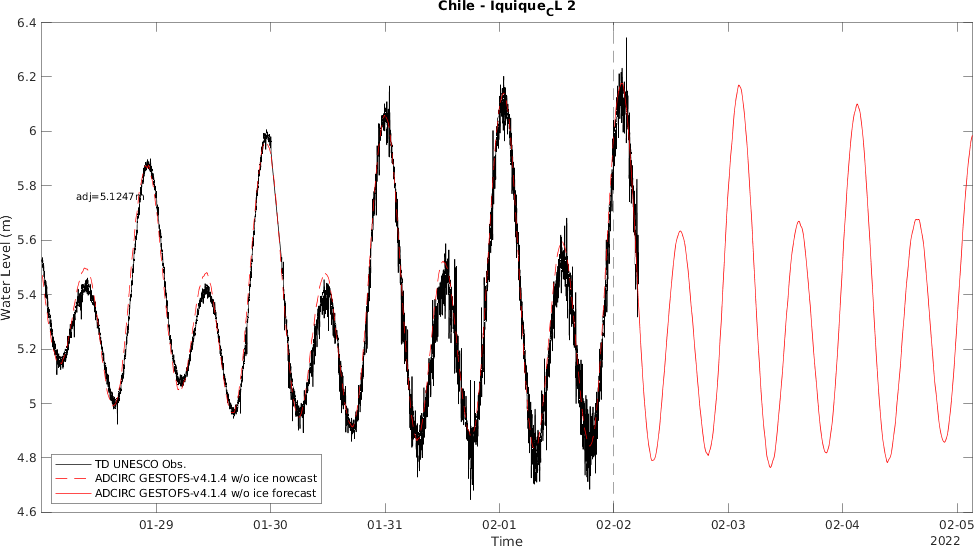 Chile - Iquique_CL 2
6.4
6.2
6
5.8
5.6
5.4
5.2
5
4.8
4.6
Water Level (m)
adj=5.1247m
TD UNESCO Obs.
ADCIRC GESTOFS-v4.1.4 w/o ice nowcast
ADCIRC GESTOFS-v4.1.4 w/o ice forecast
01-29 01-30 01-31 02-01 02-02 02-03 02-04 02-05
Time 2022